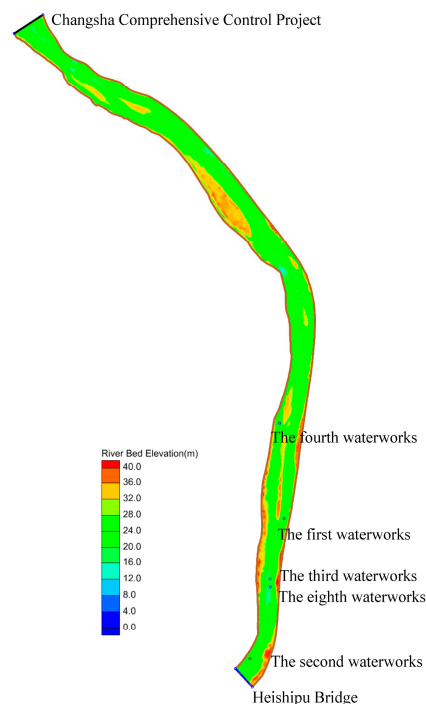 Changsha Comprehensive Control Project
The fourth waterworks
River Bed Elevation(m)
40.0
36.0
32.0
28.0
24.0
20.0
16.0
12.0
8.0
4.0
0.0
The first waterworks
The third waterworks
The eighth waterworks
The second waterworks
Heishipu Bridge